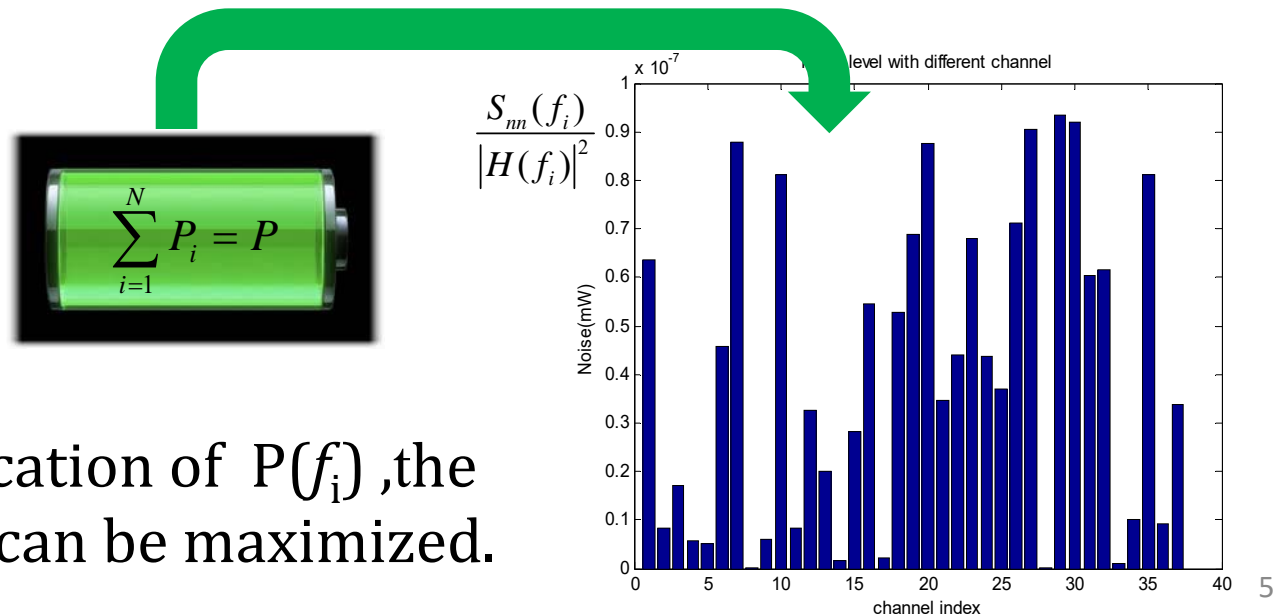 x 10^-7
level with different channel
S_nn(f_i)
|H(f_i)|^2
N
∑ P_i = P
i=1
1
0.9
0.8
0.7
0.6
0.5
0.4
0.3
0.2
0.1
0
Noise(mW)
0 5 10 15 20 25 30 35 40
channel index
cation of P(f_i) ,the
can be maximized.
5